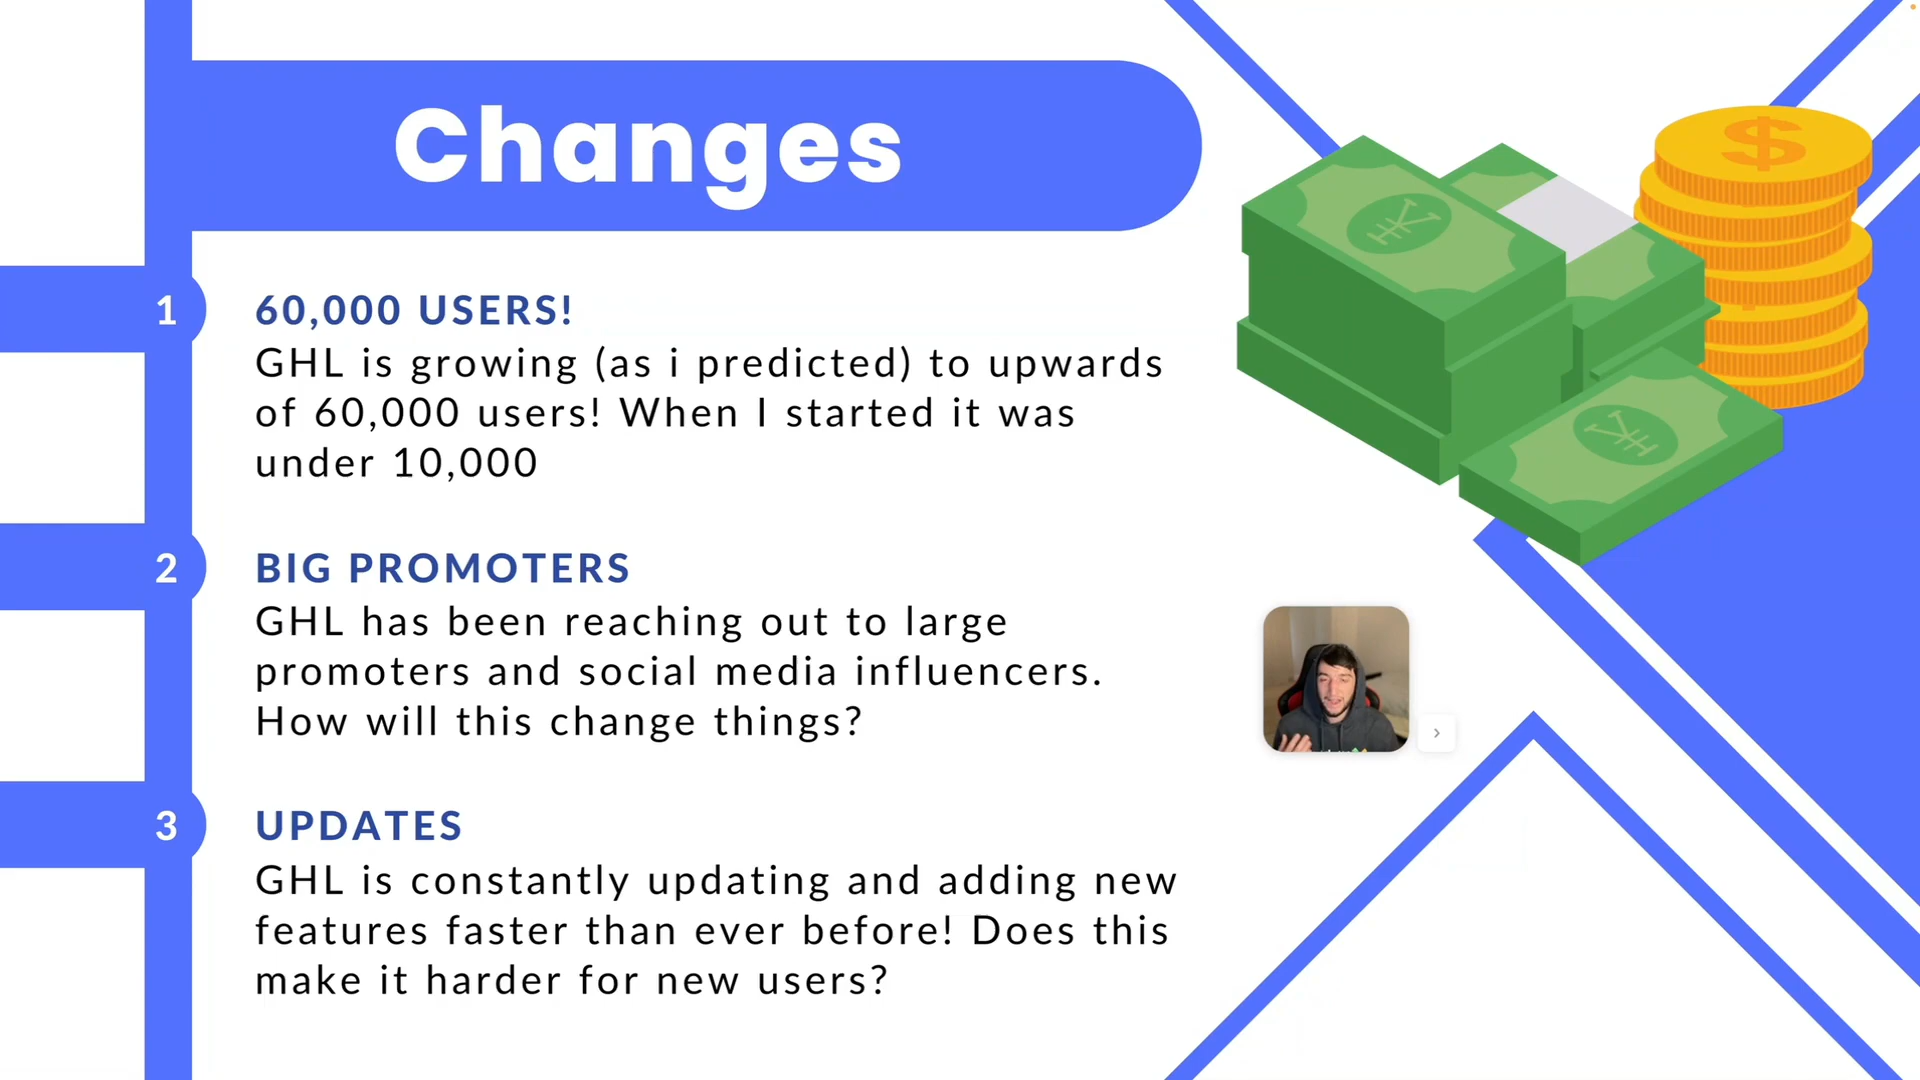 Changes
1
60,000 USERS!
GHL is growing (as i predicted) to upwards
of 60,000 users! When I started it was
under 10,000
2
BIG PROMOTERS
GHL has been reaching out to large
promoters and social media influencers.
How will this change things?
3
UPDATES
GHL is constantly updating and adding new
features faster than ever before! Does this
make it harder for new users?